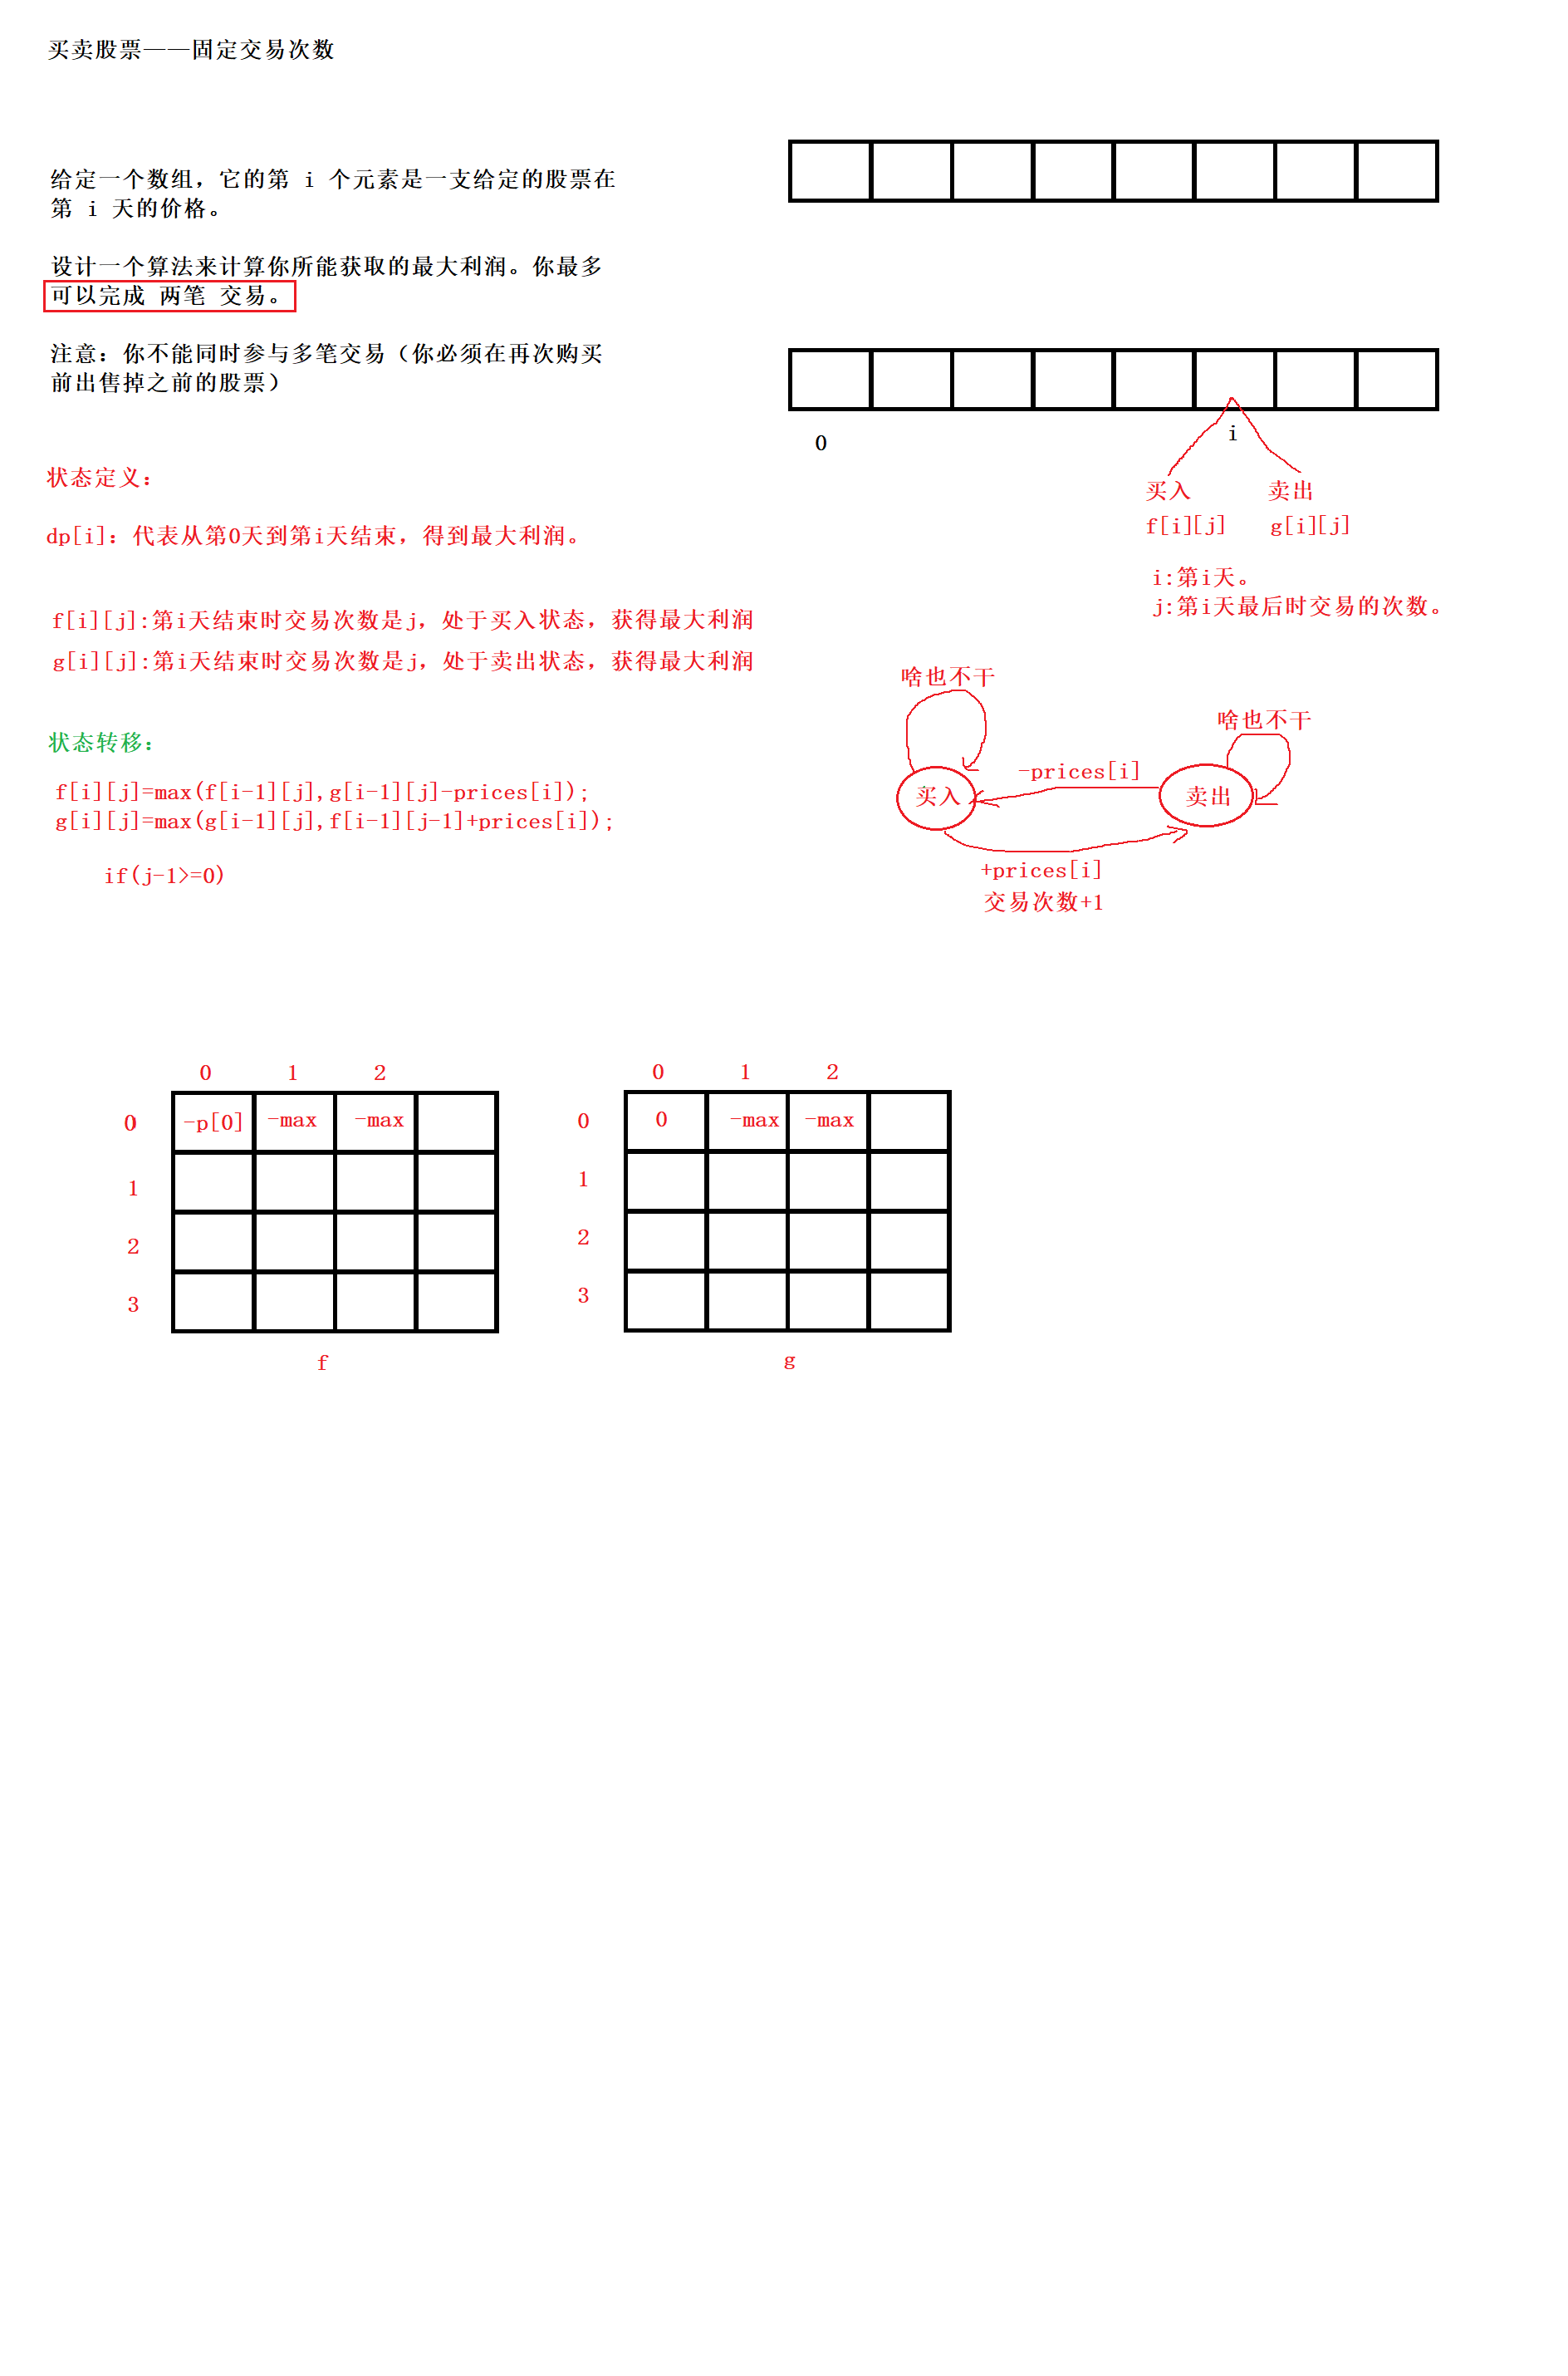 买卖股票——固定交易次数
给定一个数组，它的第 i 个元素是一支给定的股票在
第 i 天的价格。
设计一个算法来计算你所能获取的最大利润。你最多
可以完成 两笔 交易。
注意：你不能同时参与多笔交易（你必须在再次购买
前出售掉之前的股票）
0
i
买入
卖出
f[i][j]
g[i][j]
i:第i天。
j:第i天最后时交易的次数。
状态定义：
dp[i]：代表从第0天到第i天结束，得到最大利润。
f[i][j]:第i天结束时交易次数是j，处于买入状态，获得最大利润
g[i][j]:第i天结束时交易次数是j，处于卖出状态，获得最大利润
状态转移：
f[i][j]=max(f[i-1][j],g[i-1][j]-prices[i]);
g[i][j]=max(g[i-1][j],f[i-1][j-1]+prices[i]);
if(j-1>=0)
啥也不干
啥也不干
-prices[i]
买入
卖出
+prices[i]
交易次数+1
0 1 2
0 -p[0] -max -max
1
2
3
f
0 1 2
0 0 -max -max
1
2
3
g